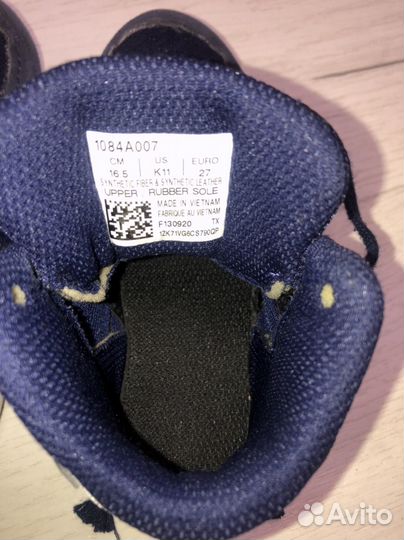 1084A007
CM US EURO
16.5 K11 27
SYNTHETIC FIBER & SYNTHETIC LEATHER
UPPER RUBBER SOLE
MADE IN VIETNAM
FABRIQUE AU VIETNAM
F130920 TX
1ZK71VG6CS790QP
Avito